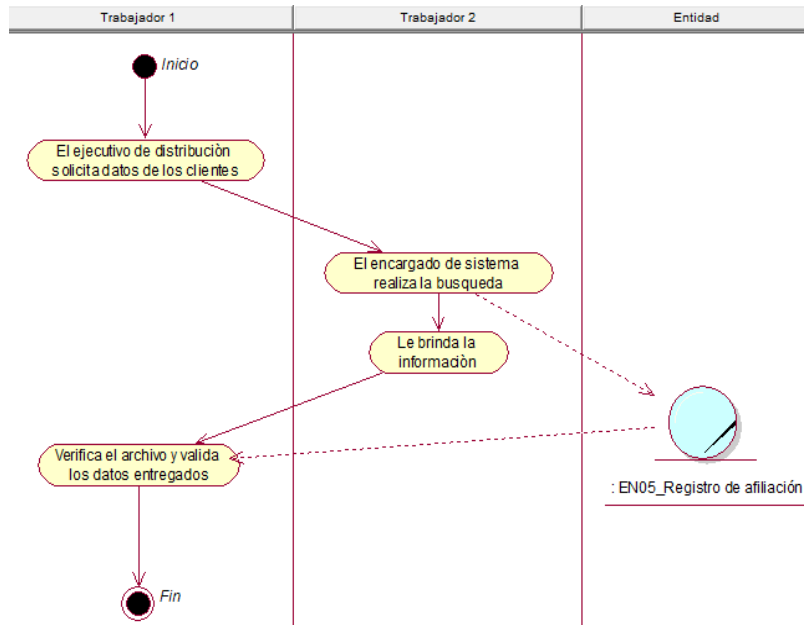 Trabajador 1
Trabajador 2
Entidad
Inicio
El ejecutivo de distribuciòn
solicita datos de los clientes
El encargado de sistema
realiza la busqueda
Le brinda la
informaciòn
Verifica el archivo y valida
los datos entregados
: EN05_Registro de afiliación
Fin